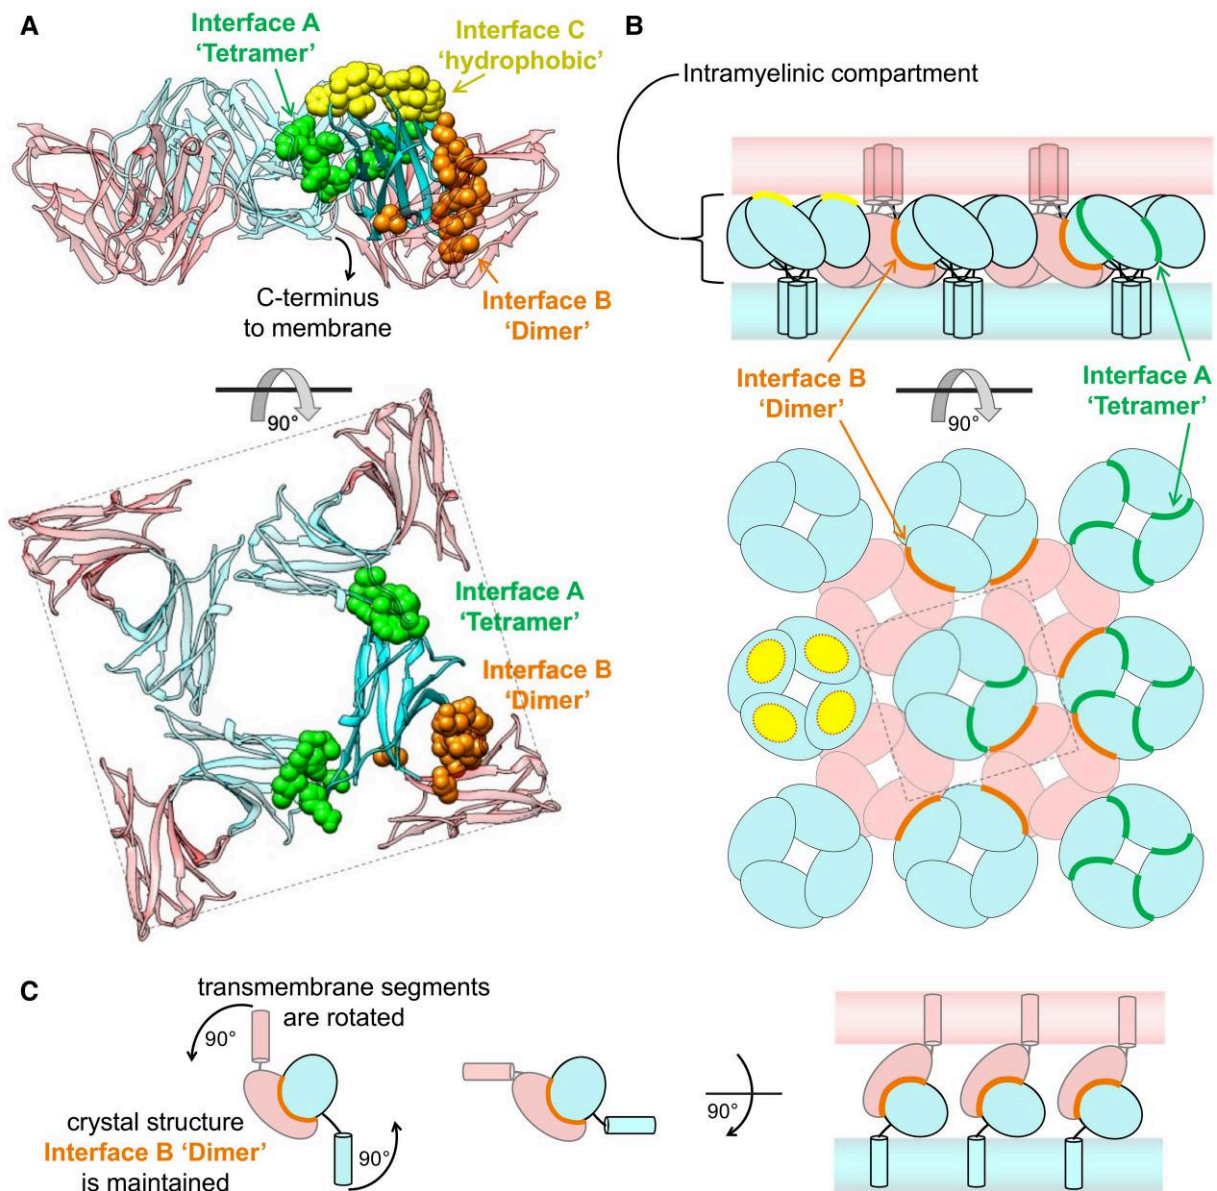 A
Interface A
‘Tetramer’
Interface C
‘hydrophobic’
C-terminus
to membrane
Interface B
‘Dimer’
90°
Interface A
‘Tetramer’
Interface B
‘Dimer’
B
Intramyelinic compartment
Interface B
‘Dimer’
90°
Interface A
‘Tetramer’
C
transmembrane segments
are rotated
90°
crystal structure
Interface B ‘Dimer’
is maintained
90°
90°